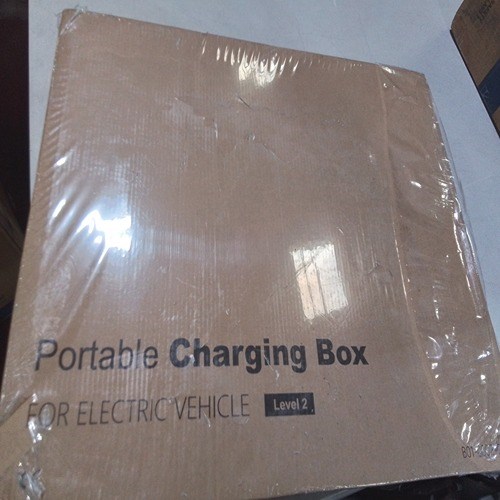 Portable Charging Box
FOR ELECTRIC VEHICLE Level 2